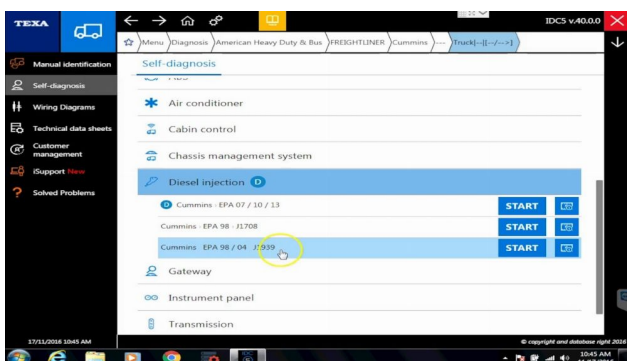 TEXA
IDC5 v.40.0.0
Menu
Diagnosis
American Heavy Duty & Bus
FREIGHTLINER
Cummins
---
Truck[--][--/-->]
Manual identification
Self-diagnosis
Wiring Diagrams
Technical data sheets
Customer
management
iSupport New
Solved Problems
Self-diagnosis
ABS
Air conditioner
Cabin control
Chassis management system
Diesel injection D
D Cummins - EPA 07 / 10 / 13 START
Cummins - EPA 98 - J1708 START
Cummins EPA 98 / 04 J1939 START
Gateway
Instrument panel
Transmission
17/11/2016 10:45 AM
© copyright and database right 2016
10:45 AM